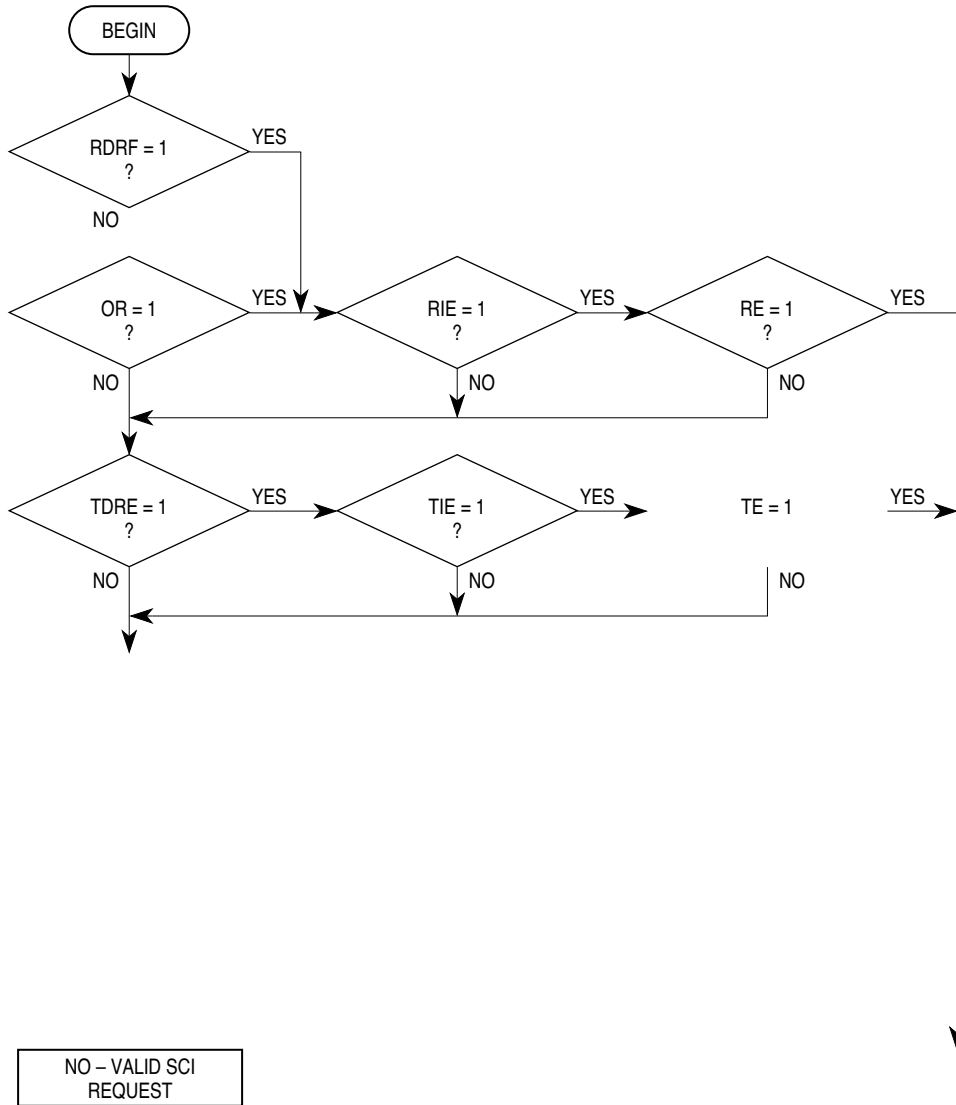 BEGIN
RDRF = 1
?
YES
NO
OR = 1
?
YES
NO
RIE = 1
?
YES
NO
RE = 1
?
YES
NO
TDRE = 1
?
YES
NO
TIE = 1
?
YES
NO
TE = 1
YES
NO
NO – VALID SCI
REQUEST